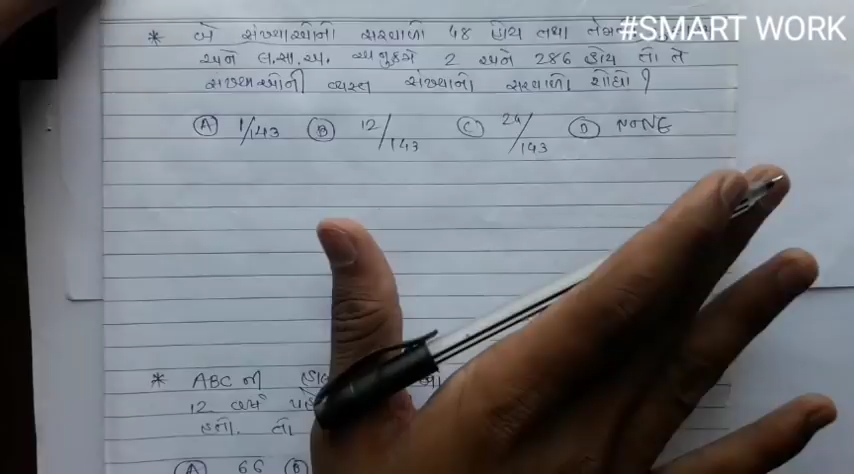 #SMART WORK
* બે સંખ્યાઓનો સરવાળો 48 હોય તથા
અને લ.સા.અ. અનુક્રમે 2 અને 286 હોય તો તે
સંખ્યાઓની વ્યસ્ત સંખ્યાનો સરવાળો શોધો ?
(A) 1/143 (B) 12/143 (C) 24/143 (D) NONE
* ABC ની
12 વર્ષ
હતી. તો
(A) 66 (B)